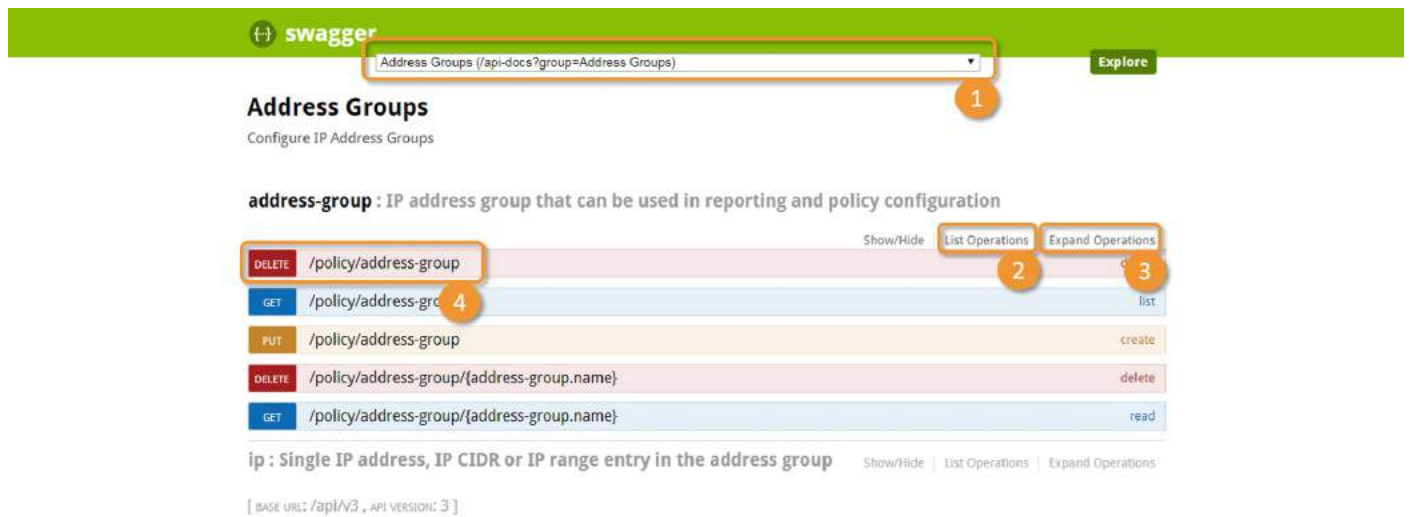 {···} swagger
Address Groups (/api-docs?group=Address Groups)
Explore
1
Address Groups
Configure IP Address Groups
address-group : IP address group that can be used in reporting and policy configuration
Show/Hide List Operations Expand Operations
DELETE /policy/address-group
2 3
GET /policy/address-gro list
4
PUT /policy/address-group create
DELETE /policy/address-group/{address-group.name} delete
GET /policy/address-group/{address-group.name} read
ip : Single IP address, IP CIDR or IP range entry in the address group Show/Hide List Operations Expand Operations
[ BASE URL: /api/v3 , API VERSION: 3 ]